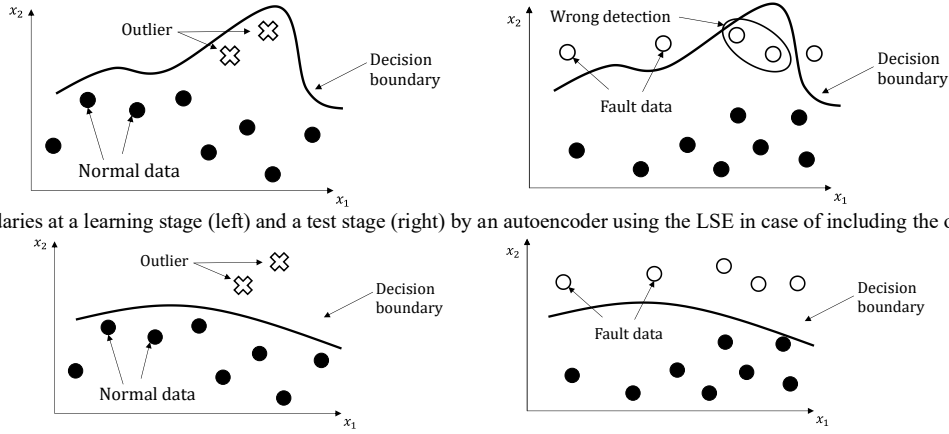 x₂
Outlier
Decision
boundary
Normal data
x₁
x₂
Wrong detection
Decision
boundary
Fault data
x₁
daries at a learning stage (left) and a test stage (right) by an autoencoder using the LSE in case of including the
x₂
Outlier
Decision
boundary
Normal data
x₁
x₂
Decision
boundary
Fault data
x₁